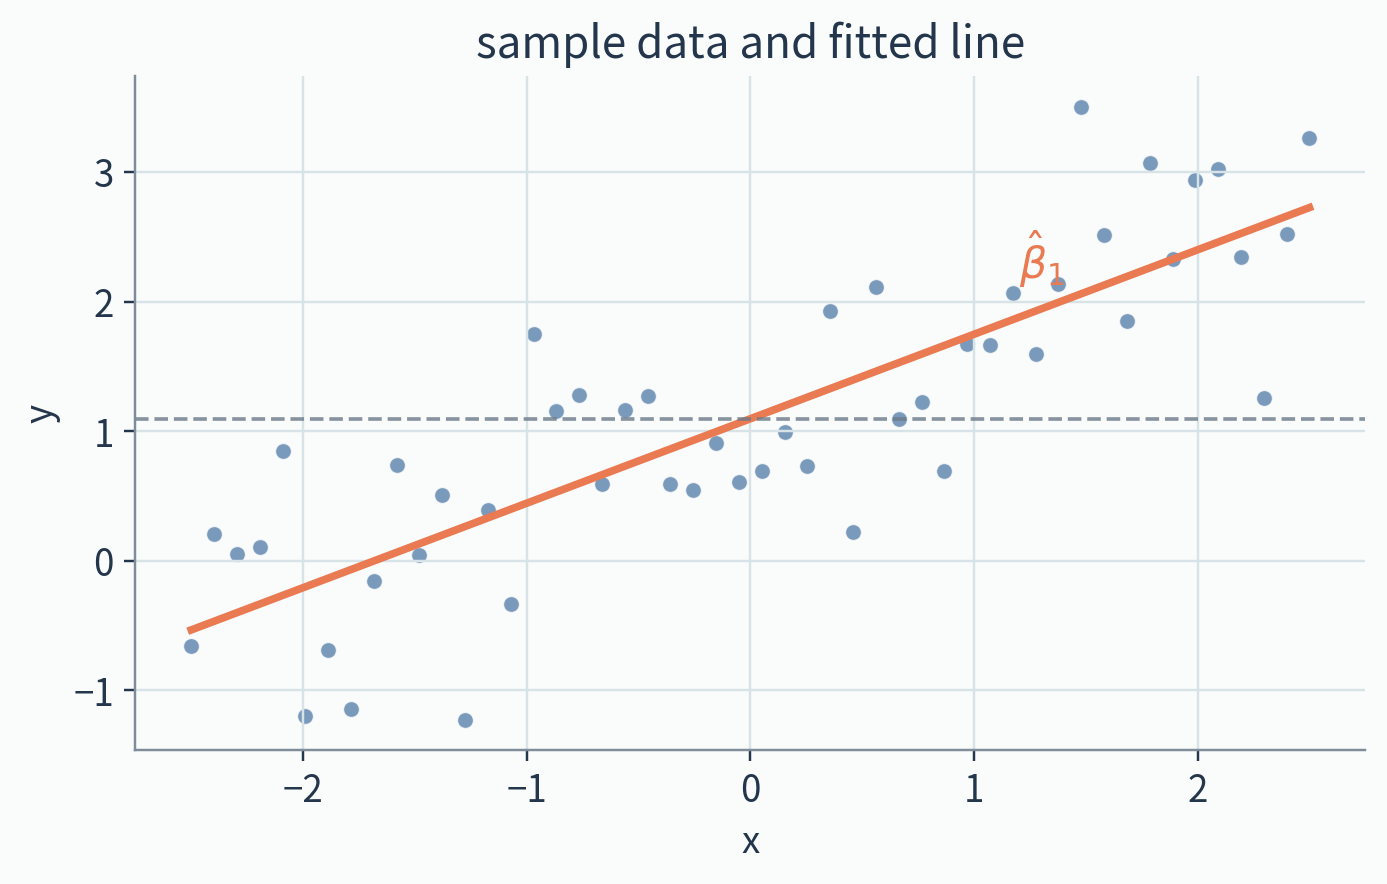 sample data and fitted line
3
2
1
0
−1
y
β̂₁
−2 −1 0 1 2
x